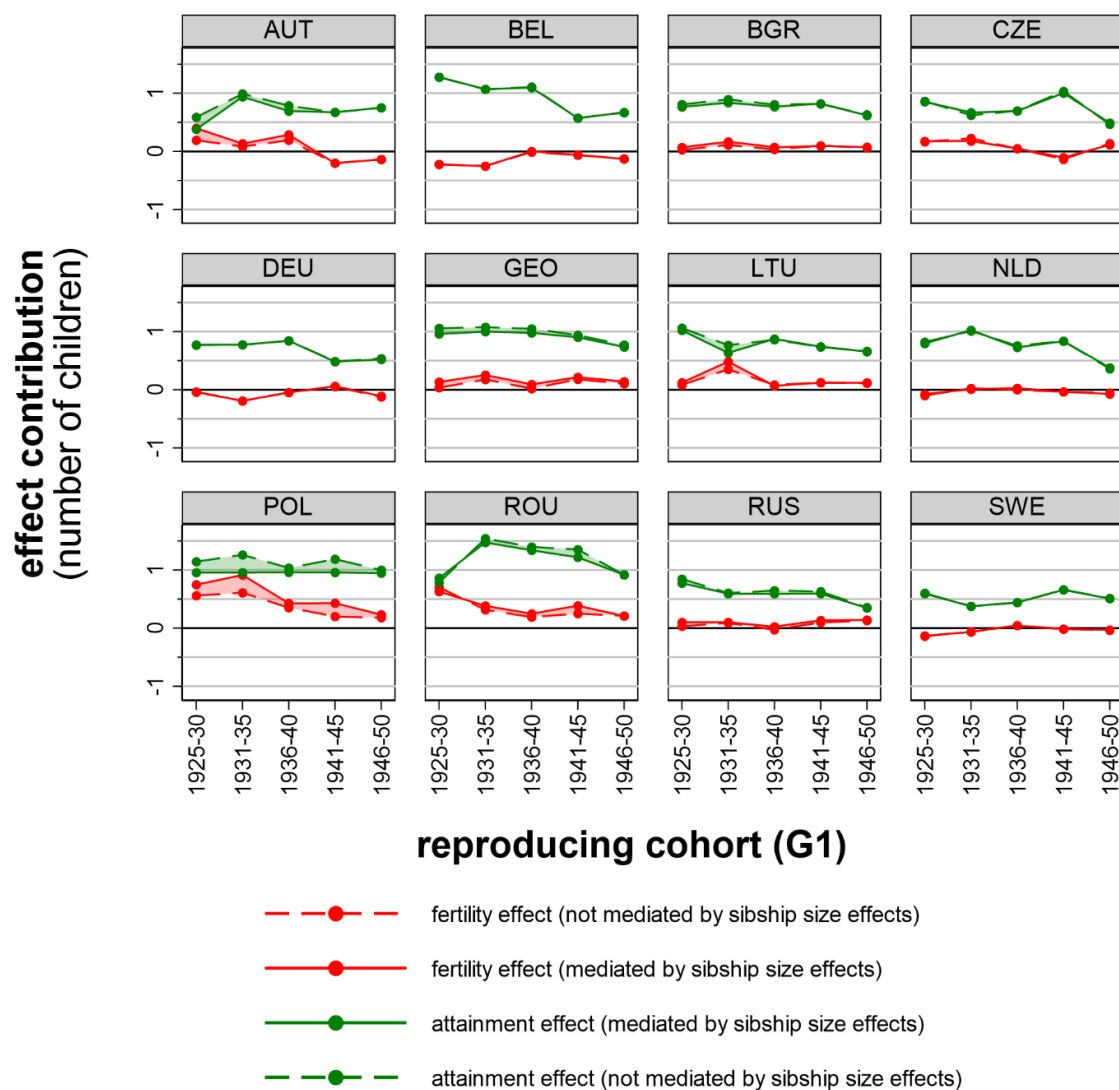 AUT BEL BGR CZE
1
0
-1
DEU GEO LTU NLD
1
0
-1
POL ROU RUS SWE
1
0
-1
effect contribution
(number of children)
1925-30 1931-35 1936-40 1941-45 1946-50 1925-30 1931-35 1936-40 1941-45 1946-50 1925-30 1931-35 1936-40 1941-45 1946-50 1925-30 1931-35 1936-40 1941-45 1946-50
reproducing cohort (G1)
fertility effect (not mediated by sibship size effects)
fertility effect (mediated by sibship size effects)
attainment effect (mediated by sibship size effects)
attainment effect (not mediated by sibship size effects)